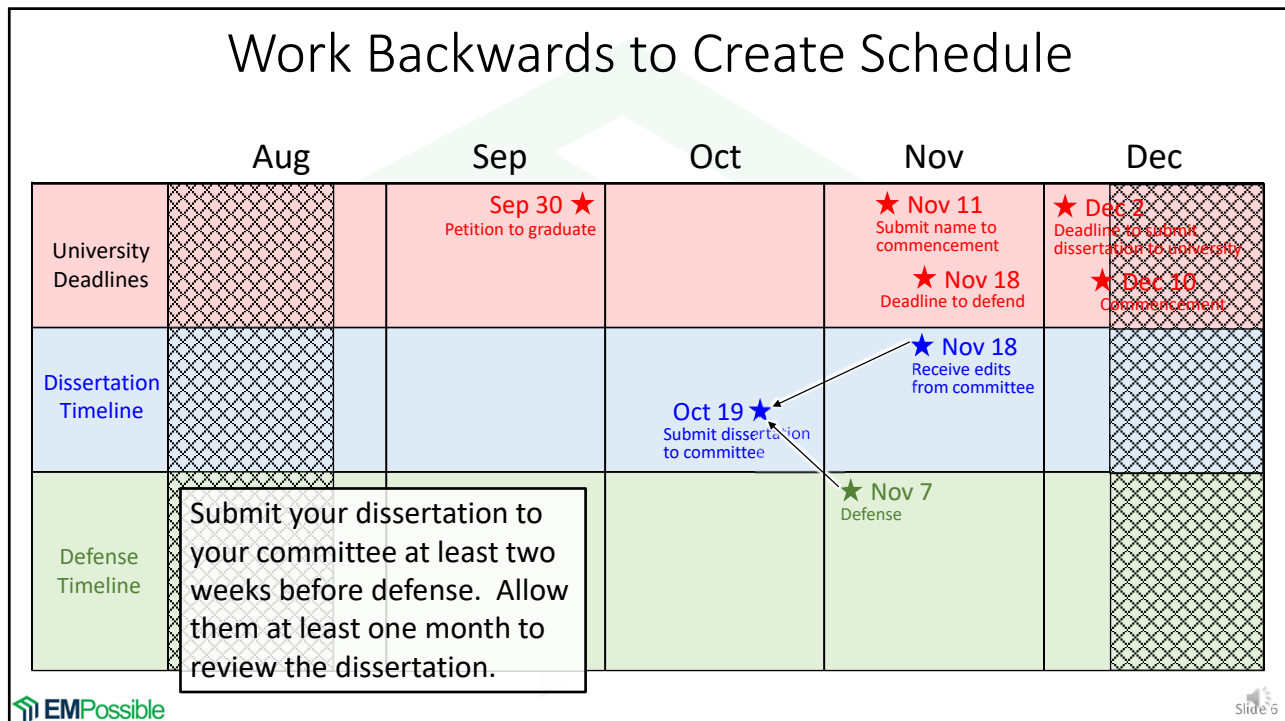 Work Backwards to Create Schedule
Aug Sep Oct Nov Dec
University
Deadlines
Sep 30
Petition to graduate
Nov 11
Submit name to
commencement
Nov 18
Deadline to defend
Dec 2
Deadline to submit
dissertation to university
Dec 10
Commencement
Dissertation
Timeline
Nov 18
Receive edits
from committee
Oct 19
Submit dissertation
to committee
Defense
Timeline
Nov 7
Defense
Submit your dissertation to
your committee at least two
weeks before defense.  Allow
them at least one month to
review the dissertation.
EMPossible
Slide 6